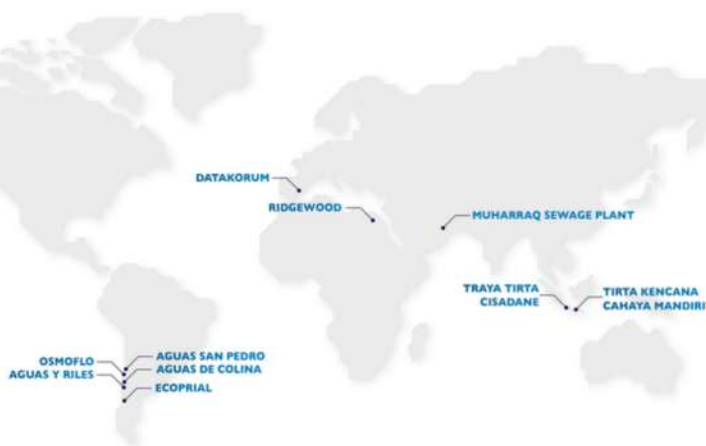 DATAKORUM
RIDGEWOOD
MUHARRAQ SEWAGE PLANT
TRAYA TIRTA
CISADANE
TIRTA KENCANA
CAHAYA MANDIRI
OSMOFLO
AGUAS Y RILES
AGUAS SAN PEDRO
AGUAS DE COLINA
ECOPRIAL